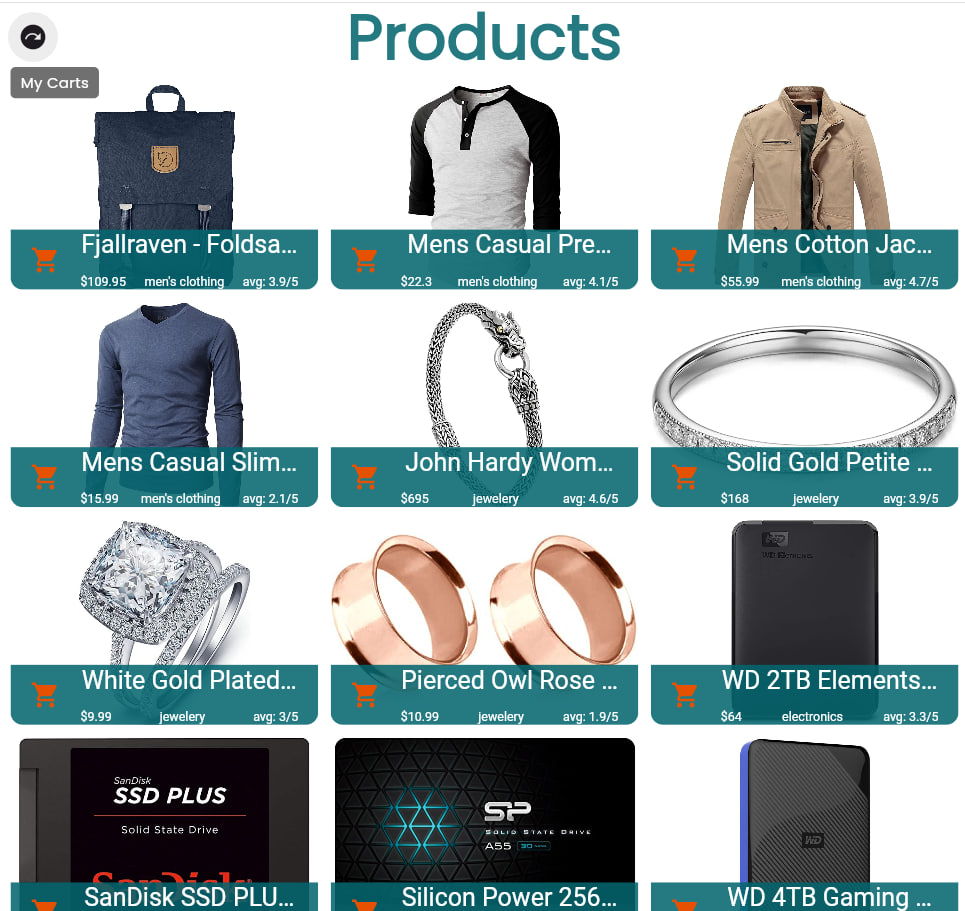 Products
My Carts
Fjallraven - Foldsa...
$109.95 men's clothing avg: 3.9/5
Mens Casual Pre...
$22.3 men's clothing avg: 4.1/5
Mens Cotton Jac...
$55.99 men's clothing avg: 4.7/5
Mens Casual Slim...
$15.99 men's clothing avg: 2.1/5
John Hardy Wom...
$695 jewelery avg: 4.6/5
Solid Gold Petite ...
$168 jewelery avg: 3.9/5
White Gold Plated...
$9.99 jewelery avg: 3/5
Pierced Owl Rose ...
$10.99 jewelery avg: 1.9/5
WD
WD Elements
WD 2TB Elements...
$64 electronics avg: 3.3/5
SanDisk
SSD PLUS
Solid State Drive
SanDisk
SanDisk SSD PLU...
SP
SOLID STATE DRIVE
A55
Silicon Power 256...
WD
WD 4TB Gaming ...